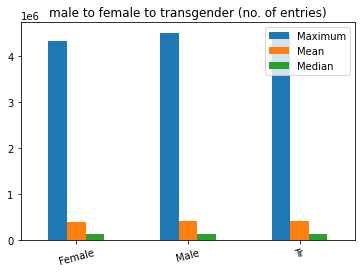 male to female to transgender (no. of entries)
1e6
Maximum
Mean
Median
4
3
2
1
0
Female
Male
Tr